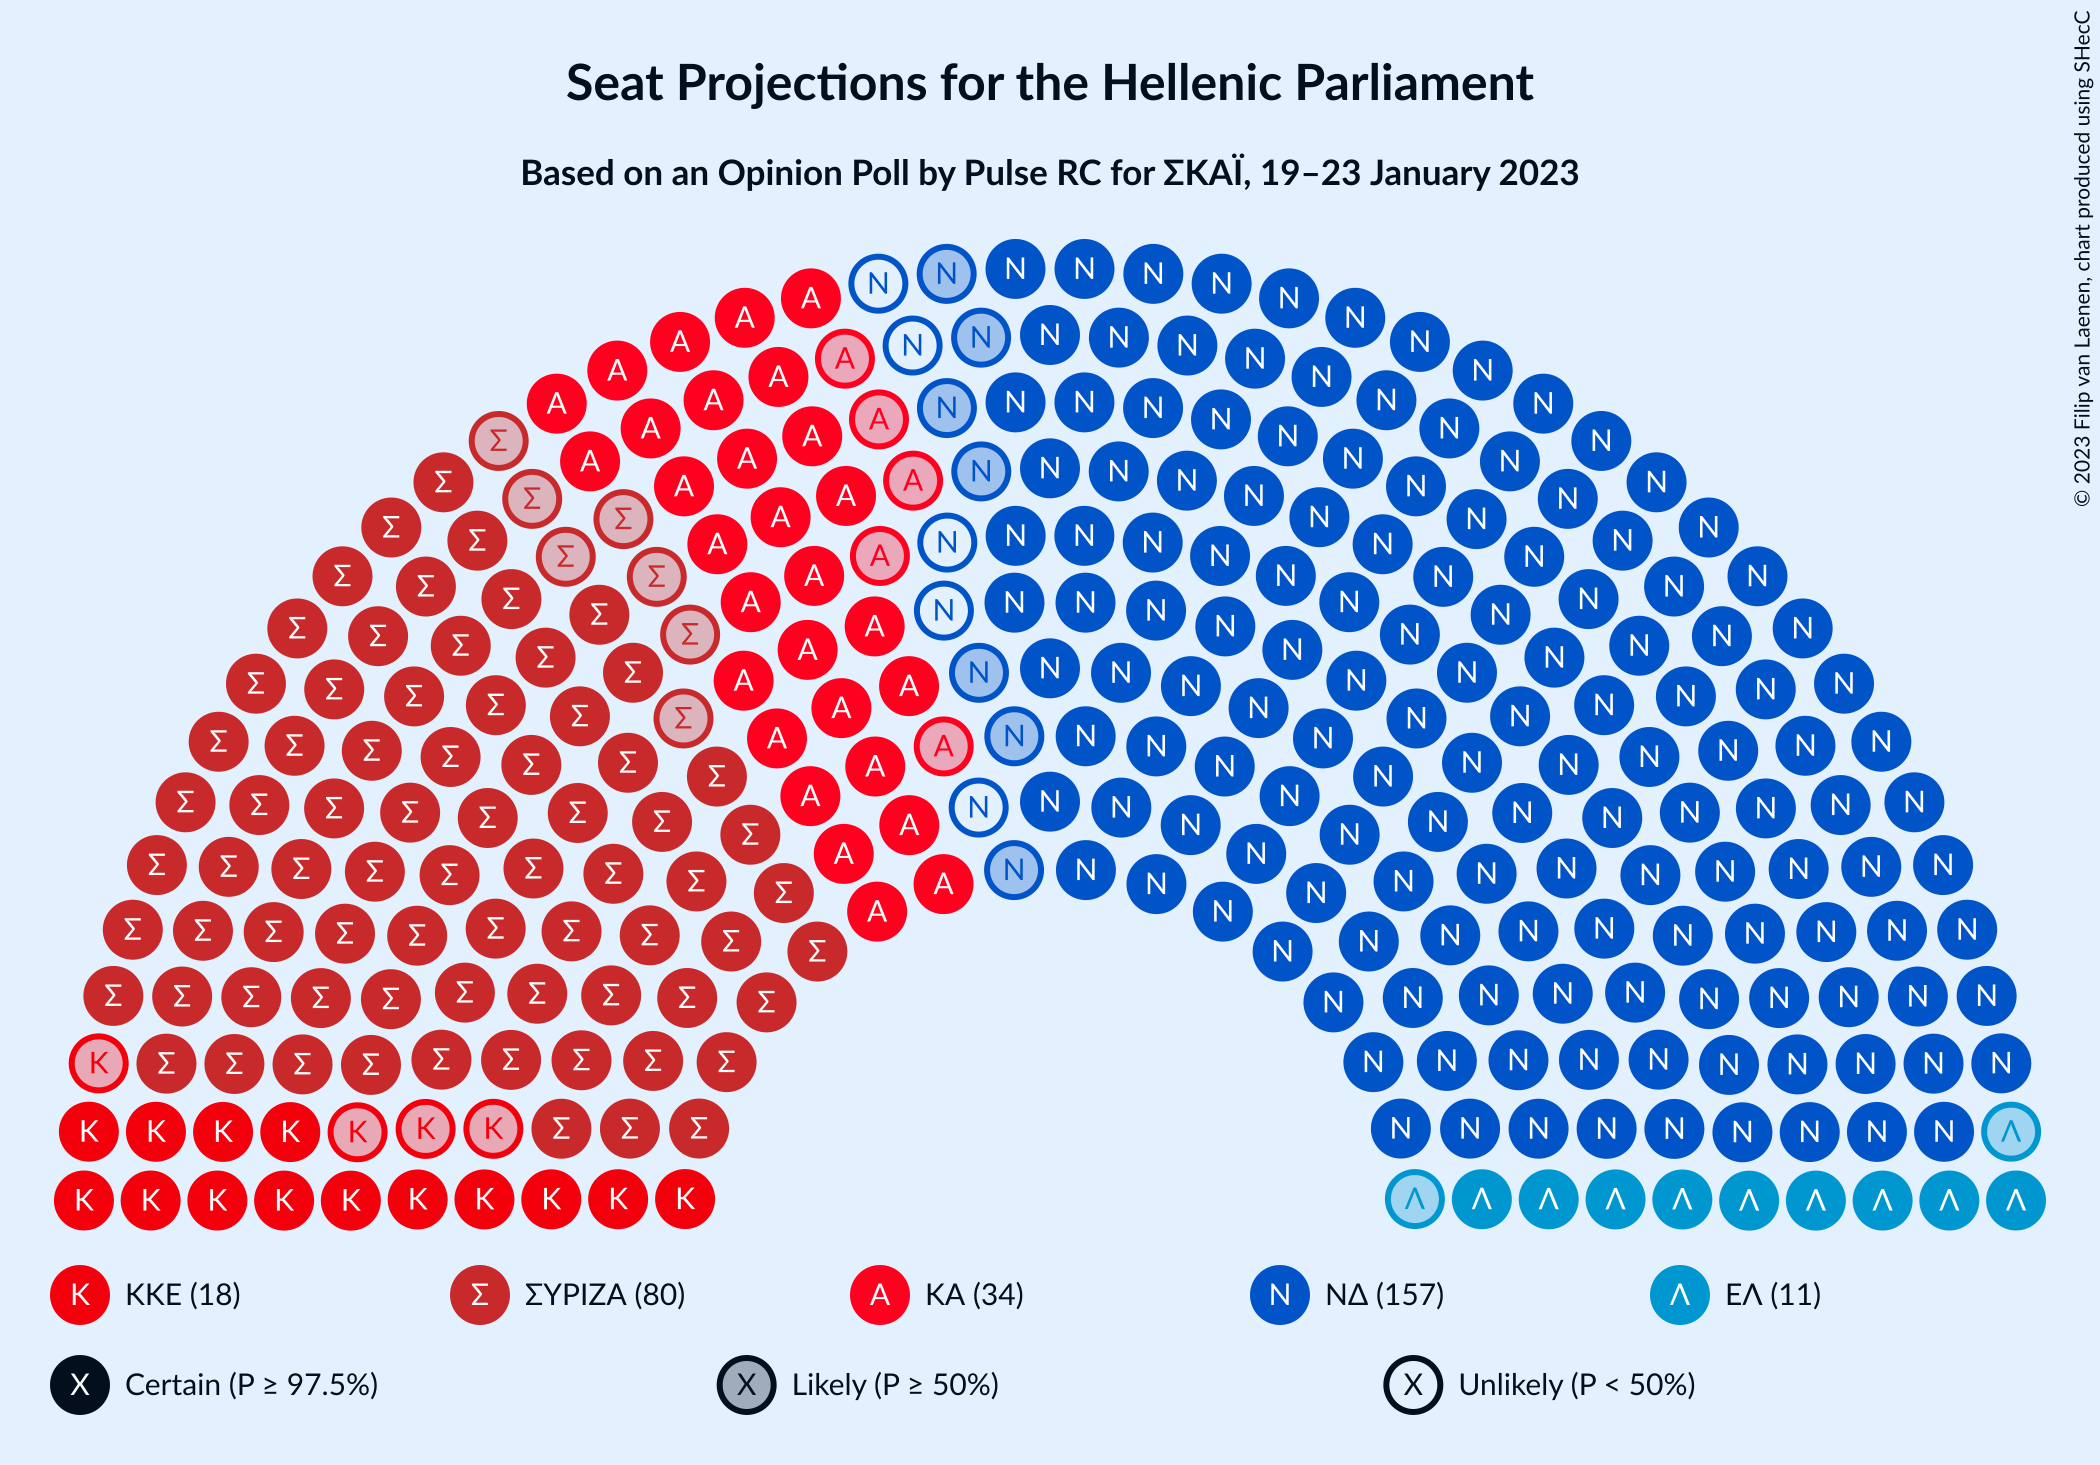 Seat Projections for the Hellenic Parliament
Based on an Opinion Poll by Pulse RC for ΣΚΑΪ, 19–23 January 2023
© 2023 Filip van Laenen, chart produced using SHecC
Κ ΚΚΕ (18)
Σ ΣΥΡΙΖΑ (80)
Α ΚΑ (34)
Ν ΝΔ (157)
Λ ΕΛ (11)
X Certain (P ≥ 97.5%)
X Likely (P ≥ 50%)
X Unlikely (P < 50%)